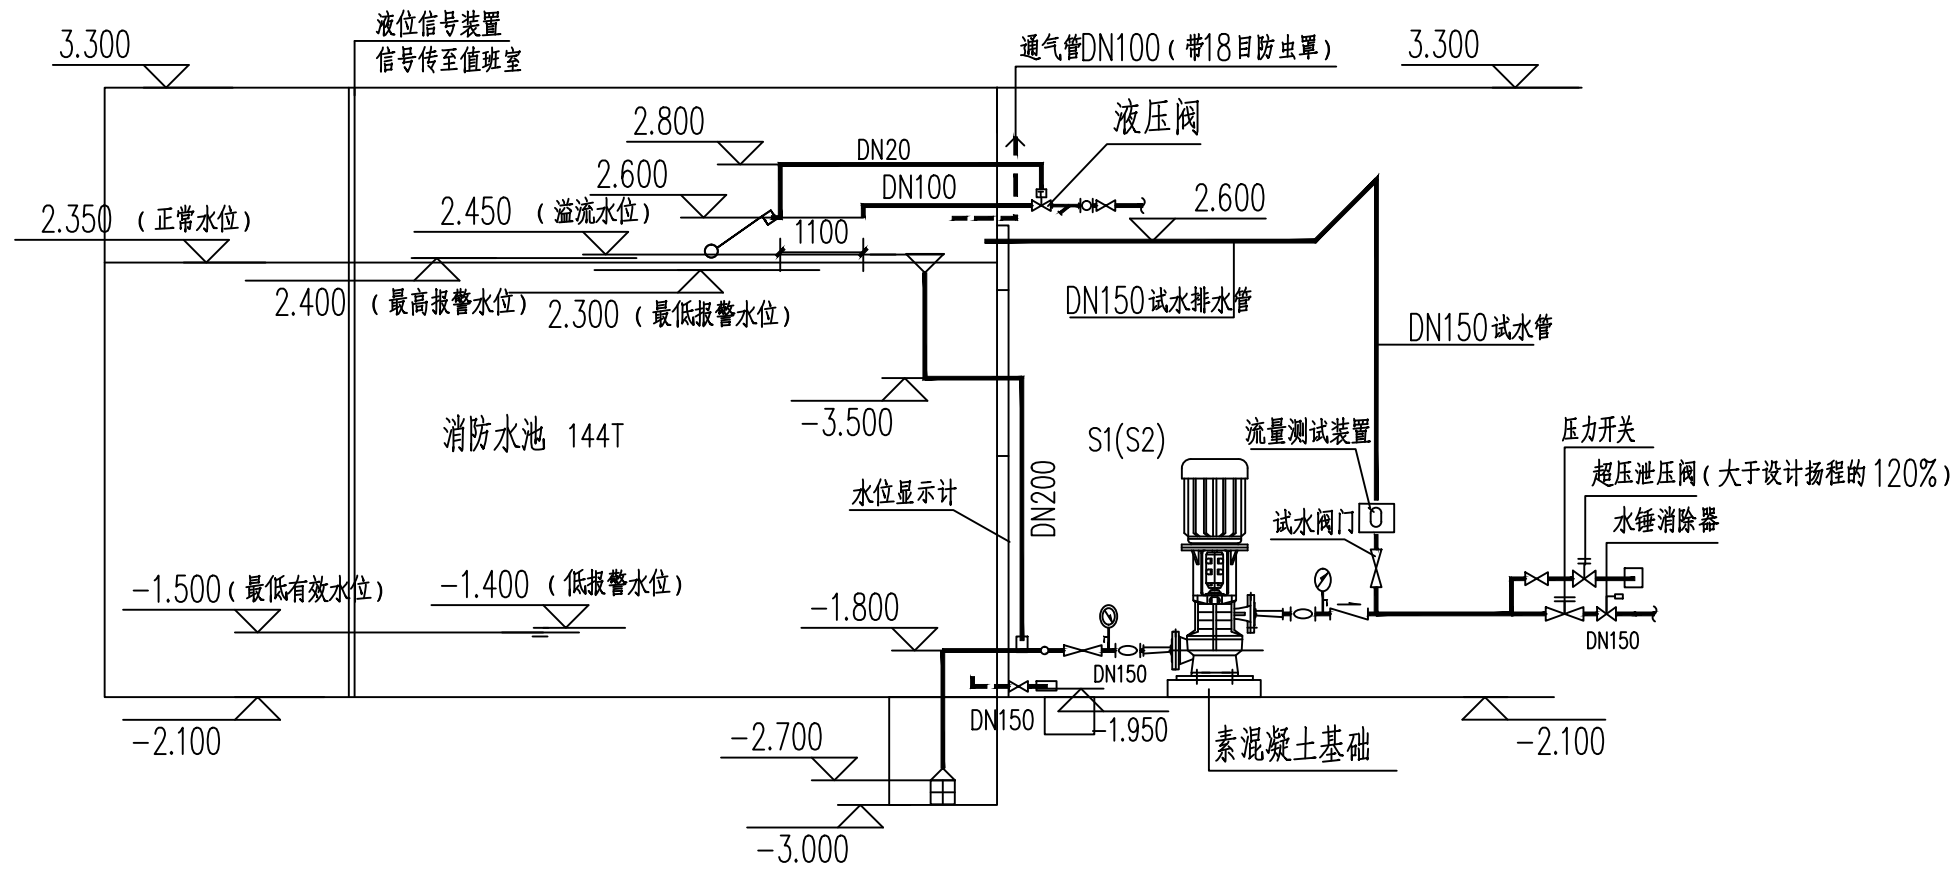 液位信号装置
信号传至值班室
3.300
通气管DN100（带18目防虫罩）
3.300
液压阀
2.800
DN20
2.600
DN100
2.350（正常水位）
2.450（溢流水位）
2.600
1100
2.400（最高报警水位）
2.300（最低报警水位）
DN150试水排水管
DN150试水管
-3.500
消防水池 144T
S1(S2)
流量测试装置
压力开关
超压泄压阀（大于设计扬程的120%）
水位显示计
DN200
试水阀门
水锤消除器
-1.500（最低有效水位）
-1.400（低报警水位）
-1.800
DN150
DN150
DN150
-1.950
-2.100
-2.700
素混凝土基础
-2.100
-3.000